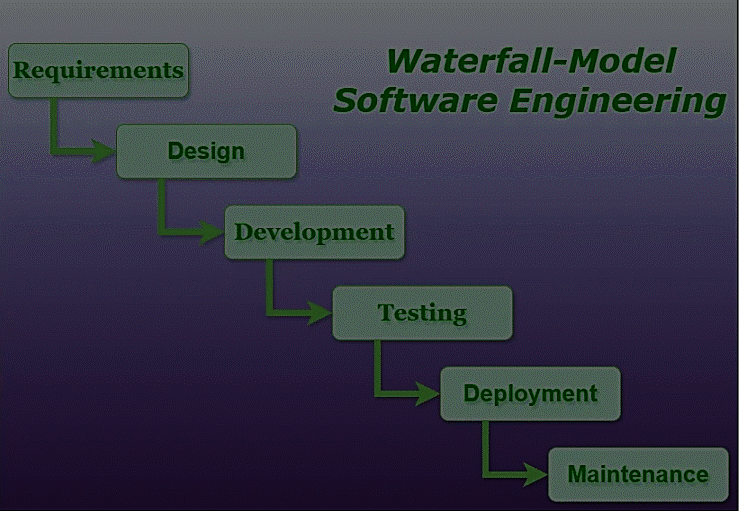 Waterfall-Model
Software Engineering
Requirements
Design
Development
Testing
Deployment
Maintenance